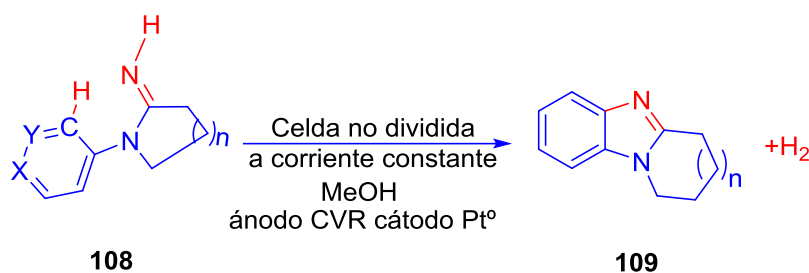 H
N
H
Y C
N
X
n
Celda no dividida
a corriente constante
MeOH
ánodo CVR cátodo Ptº
N
N
n
+H₂
108
109